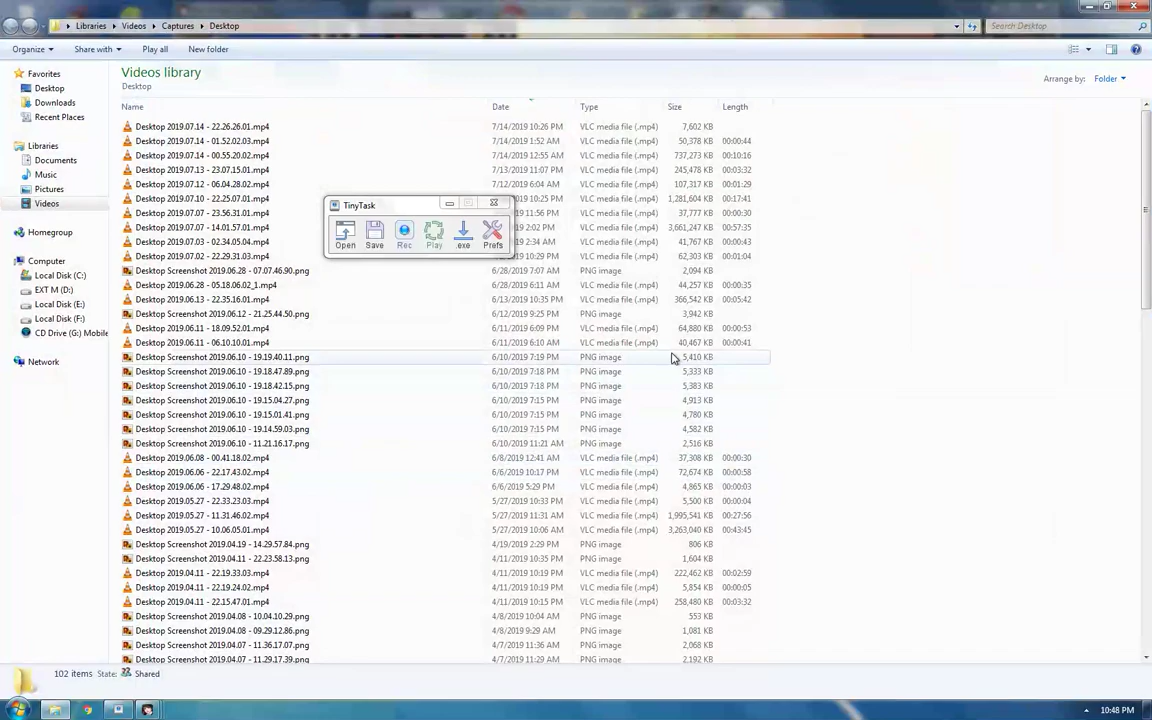 Libraries Videos Captures Desktop Search Desktop
Organize Share with Play all New folder
Favorites
Desktop
Downloads
Recent Places
Libraries
Documents
Music
Pictures
Videos
Homegroup
Computer
Local Disk (C:)
EXT M (D:)
Local Disk (E:)
Local Disk (F:)
CD Drive (G:) Mobile
Network
Videos library
Desktop
Arrange by: Folder
Name Date Type Size Length
Desktop 2019.07.14 - 22.26.26.01.mp4 7/14/2019 10:26 PM VLC media file (.mp4) 7,602 KB
Desktop 2019.07.14 - 01.52.02.03.mp4 7/14/2019 1:52 AM VLC media file (.mp4) 50,378 KB 00:00:44
Desktop 2019.07.14 - 00.55.20.02.mp4 7/14/2019 12:55 AM VLC media file (.mp4) 737,273 KB 00:10:16
Desktop 2019.07.13 - 23.07.15.01.mp4 7/13/2019 11:07 PM VLC media file (.mp4) 245,478 KB 00:03:32
Desktop 2019.07.12 - 06.04.28.02.mp4 7/12/2019 6:04 AM VLC media file (.mp4) 107,317 KB 00:01:29
Desktop 2019.07.07 - 22.25.07.01.mp4 10:25 PM VLC media file (.mp4) 1,281,604 KB 00:17:41
Desktop 2019.07.07 - 23.56.31.01.mp4 11:56 PM VLC media file (.mp4) 37,777 KB 00:00:30
Desktop 2019.07.07 - 14.01.57.01.mp4 2:02 PM VLC media file (.mp4) 3,661,247 KB 00:57:35
Desktop 2019.07.03 - 02.34.05.04.mp4 2:34 AM VLC media file (.mp4) 41,767 KB 00:00:43
Desktop 2019.07.02 - 22.29.31.03.mp4 10:29 PM VLC media file (.mp4) 62,303 KB 00:01:04
Desktop Screenshot 2019.06.28 - 07.07.46.90.png 6/28/2019 7:07 AM PNG image 2,094 KB
Desktop 2019.06.28 - 05.18.06.02_1.mp4 6/28/2019 6:11 AM VLC media file (.mp4) 44,257 KB 00:00:35
Desktop 2019.06.13 - 22.35.16.01.mp4 6/13/2019 10:35 PM VLC media file (.mp4) 366,542 KB 00:05:42
Desktop Screenshot 2019.06.12 - 21.25.44.50.png 6/12/2019 9:25 PM PNG image 3,942 KB
Desktop 2019.06.11 - 18.09.52.01.mp4 6/11/2019 6:09 PM VLC media file (.mp4) 64,880 KB 00:00:53
Desktop 2019.06.11 - 06.10.10.01.mp4 6/11/2019 6:10 AM VLC media file (.mp4) 40,467 KB 00:00:41
Desktop Screenshot 2019.06.10 - 19.19.40.11.png 6/10/2019 7:19 PM PNG image 5,410 KB
Desktop Screenshot 2019.06.10 - 19.18.47.89.png 6/10/2019 7:18 PM PNG image 5,333 KB
Desktop Screenshot 2019.06.10 - 19.18.42.15.png 6/10/2019 7:18 PM PNG image 5,383 KB
Desktop Screenshot 2019.06.10 - 19.15.04.27.png 6/10/2019 7:15 PM PNG image 4,913 KB
Desktop Screenshot 2019.06.10 - 19.15.01.41.png 6/10/2019 7:15 PM PNG image 4,780 KB
Desktop Screenshot 2019.06.10 - 19.14.59.03.png 6/10/2019 7:15 PM PNG image 4,582 KB
Desktop Screenshot 2019.06.10 - 11.21.16.17.png 6/10/2019 11:21 AM PNG image 2,516 KB
Desktop 2019.06.08 - 00.41.18.02.mp4 6/8/2019 12:41 AM VLC media file (.mp4) 37,308 KB 00:00:30
Desktop 2019.06.06 - 22.17.43.02.mp4 6/6/2019 10:17 PM VLC media file (.mp4) 72,674 KB 00:00:58
Desktop 2019.06.06 - 17.29.48.02.mp4 6/6/2019 5:29 PM VLC media file (.mp4) 4,865 KB 00:00:03
Desktop 2019.05.27 - 22.33.23.03.mp4 5/27/2019 10:33 PM VLC media file (.mp4) 5,500 KB 00:00:04
Desktop 2019.05.27 - 11.31.46.02.mp4 5/27/2019 11:31 AM VLC media file (.mp4) 1,995,541 KB 00:27:56
Desktop 2019.05.27 - 10.06.05.01.mp4 5/27/2019 10:06 AM VLC media file (.mp4) 3,263,040 KB 00:43:45
Desktop Screenshot 2019.04.19 - 14.29.57.84.png 4/19/2019 2:29 PM PNG image 806 KB
Desktop Screenshot 2019.04.11 - 22.23.58.13.png 4/11/2019 10:35 PM PNG image 1,604 KB
Desktop 2019.04.11 - 22.19.33.03.mp4 4/11/2019 10:19 PM VLC media file (.mp4) 222,462 KB 00:02:59
Desktop 2019.04.11 - 22.19.24.02.mp4 4/11/2019 10:19 PM VLC media file (.mp4) 5,854 KB 00:00:05
Desktop 2019.04.11 - 22.15.47.01.mp4 4/11/2019 10:15 PM VLC media file (.mp4) 258,480 KB 00:03:32
Desktop Screenshot 2019.04.08 - 10.04.10.29.png 4/8/2019 10:04 AM PNG image 553 KB
Desktop Screenshot 2019.04.08 - 09.29.12.86.png 4/8/2019 9:29 AM PNG image 1,081 KB
Desktop Screenshot 2019.04.07 - 11.36.17.07.png 4/7/2019 11:36 AM PNG image 2,068 KB
Desktop Screenshot 2019.04.07 - 11.29.17.39.png 4/7/2019 11:29 AM PNG image 2,192 KB
TinyTask
Open Save Rec Play .exe Prefs
102 items State: Shared
10:48 PM